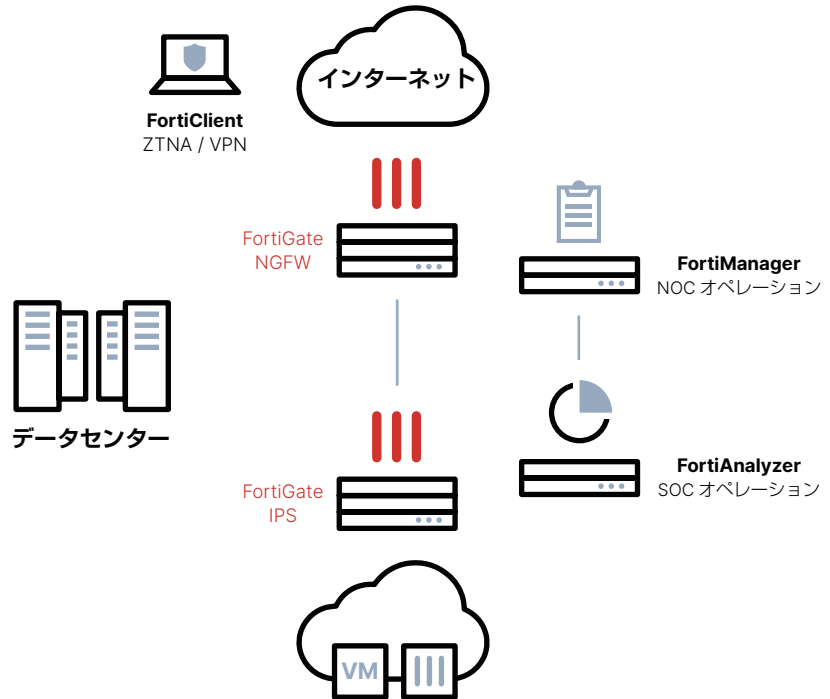 インターネット
FortiClient
ZTNA / VPN
FortiGate
NGFW
FortiManager
NOC オペレーション
データセンター
FortiGate
IPS
FortiAnalyzer
SOC オペレーション
VM